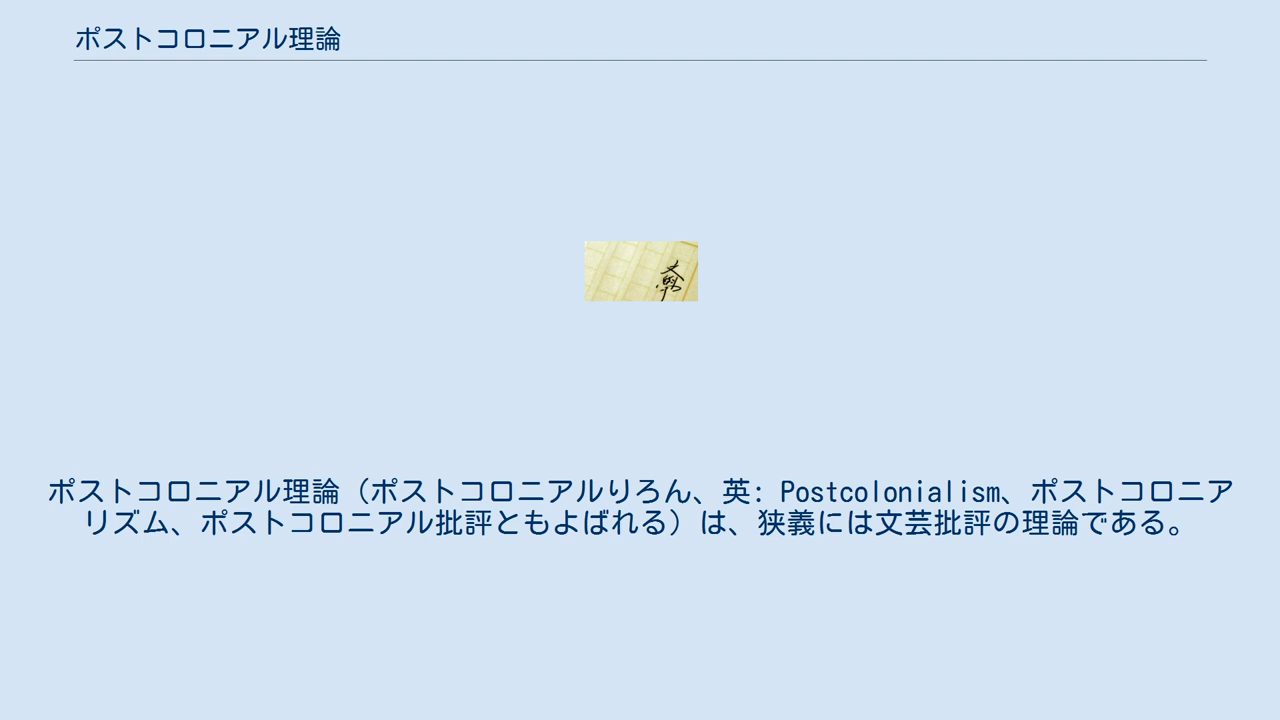 ポストコロニアル理論
ポストコロニアル理論（ポストコロニアルりろん、英: Postcolonialism、ポストコロニア
リズム、ポストコロニアル批評ともよばれる）は、狭義には文芸批評の理論である。